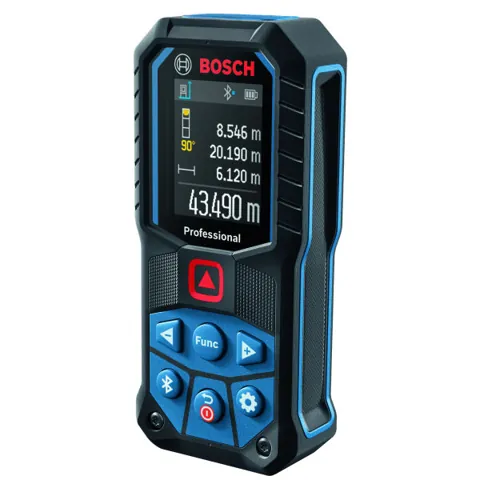 BOSCH
8.546 m
90° 20.190 m
6.120 m
43.490 m
Professional
- Func +